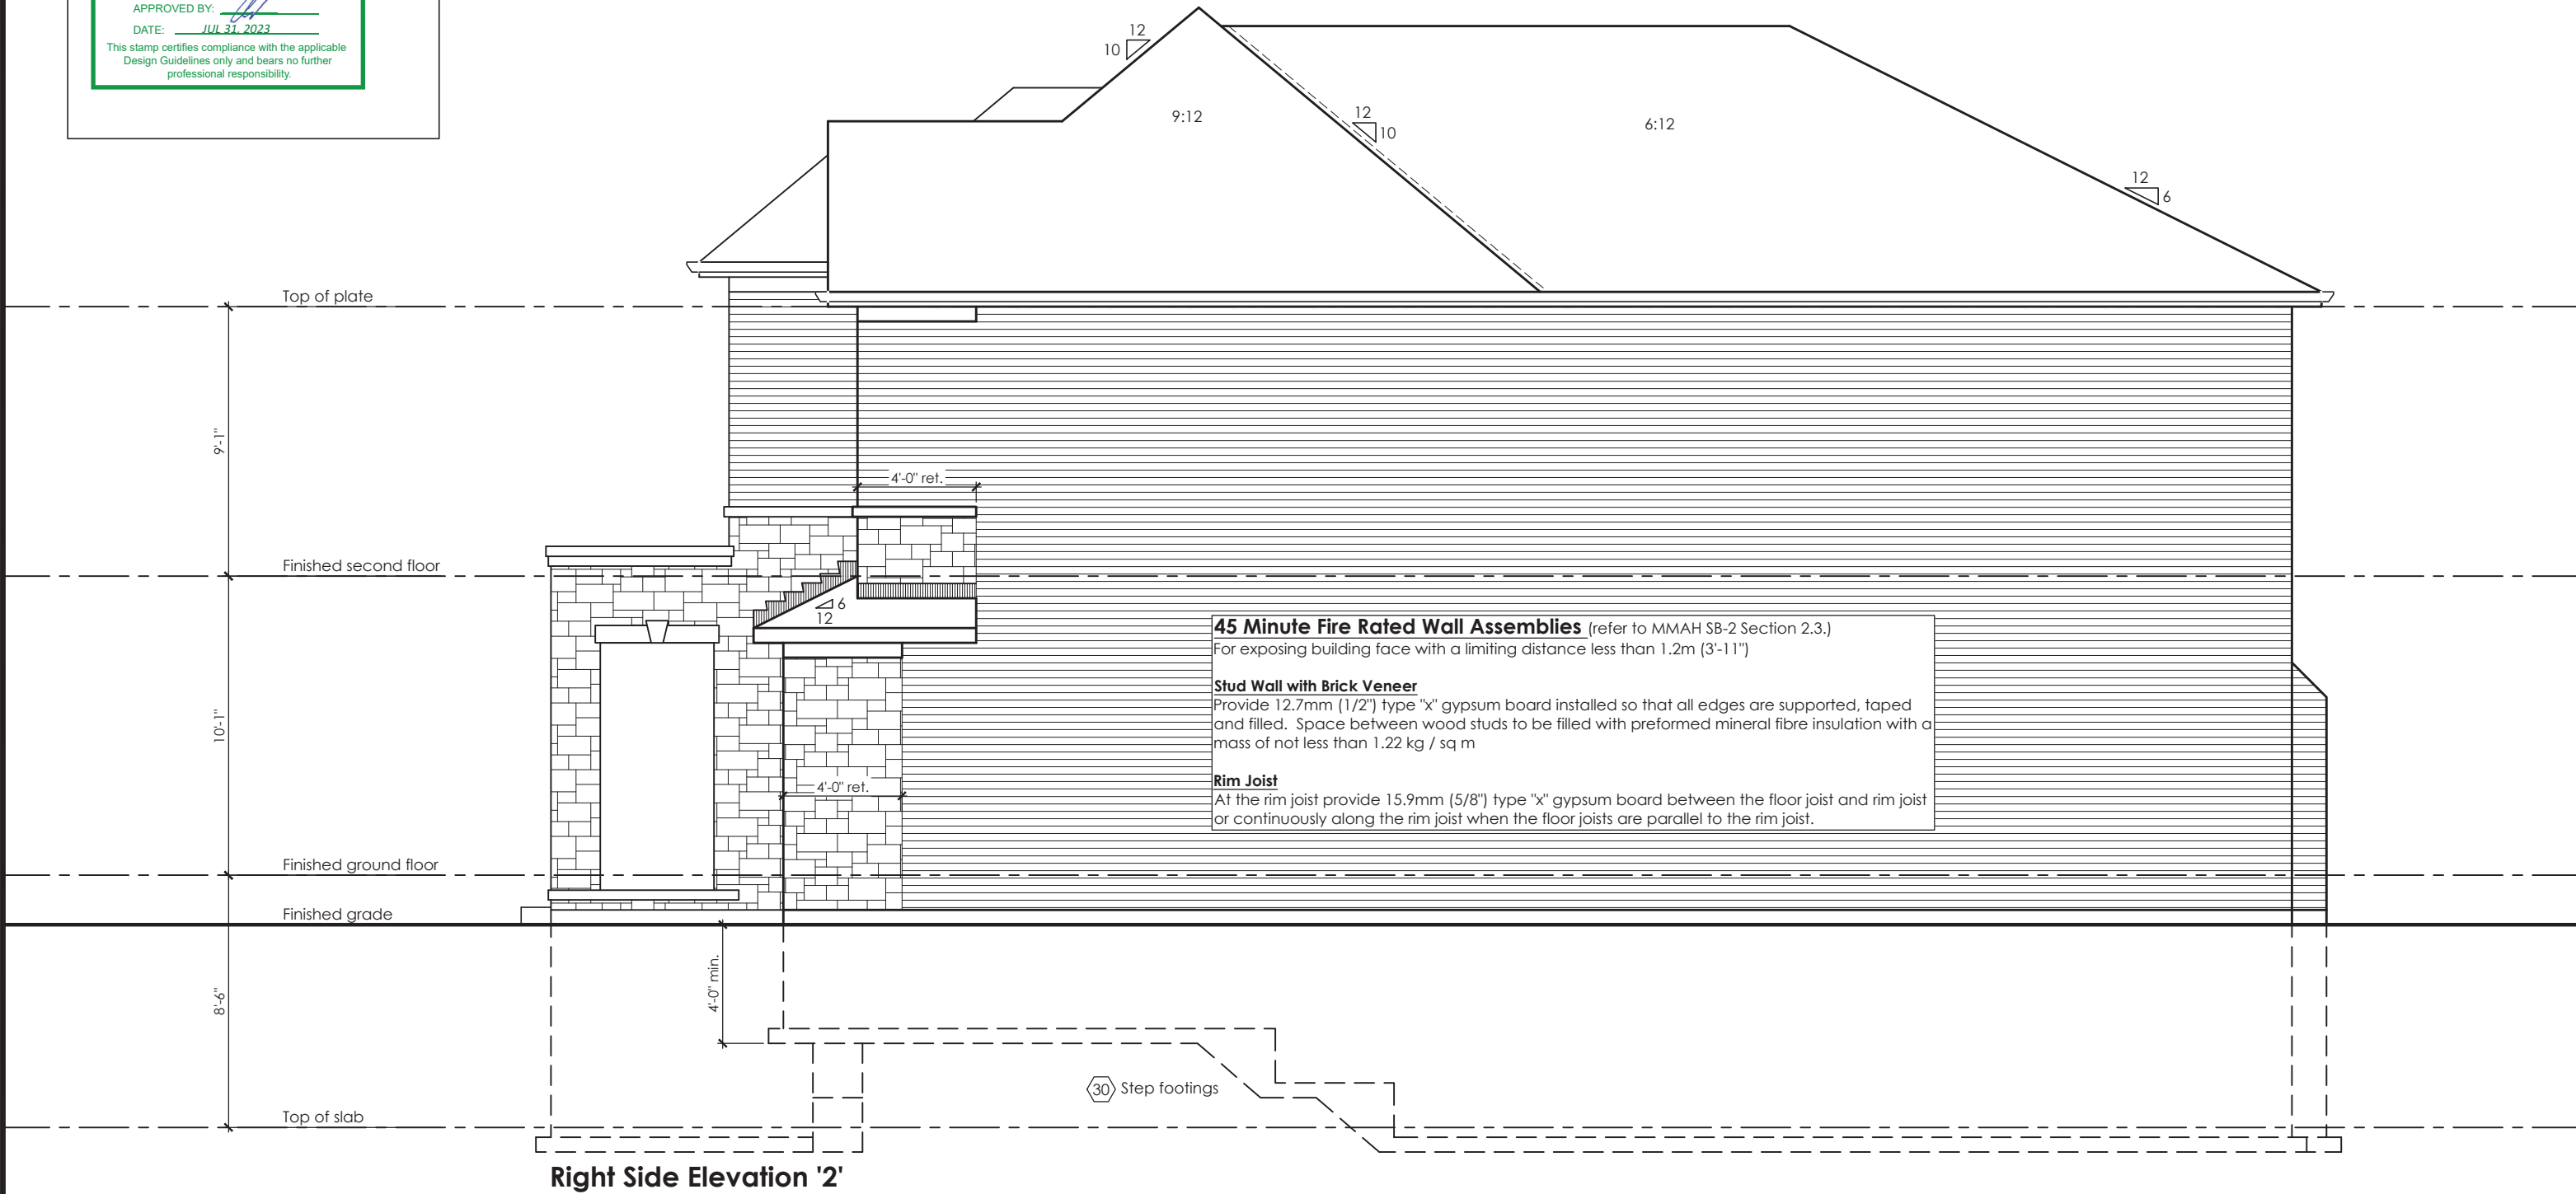 APPROVED BY:
DATE: JUL 31, 2023
This stamp certifies compliance with the applicable
Design Guidelines only and bears no further
professional responsibility.
12
10
9:12
12
10
6:12
12
6
Top of plate
9'-1"
4'-0" ret.
Finished second floor
6
12
45 Minute Fire Rated Wall Assemblies (refer to MMAH SB-2 Section 2.3.)
For exposing building face with a limiting distance less than 1.2m (3'-11")
Stud Wall with Brick Veneer
Provide 12.7mm (1/2") type "x" gypsum board installed so that all edges are supported, taped
and filled. Space between wood studs to be filled with preformed mineral fibre insulation with a
mass of not less than 1.22 kg / sq m
Rim Joist
At the rim joist provide 15.9mm (5/8") type "x" gypsum board between the floor joist and rim joist
or continuously along the rim joist when the floor joists are parallel to the rim joist.
10'-1"
4'-0" ret.
Finished ground floor
Finished grade
8'-6"
4'-0" min.
30 Step footings
Top of slab
Right Side Elevation '2'